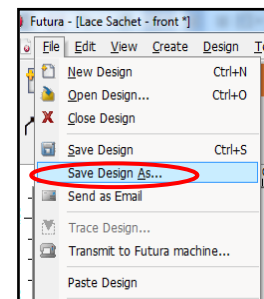 Futura - [Lace Sachet - front *]
File Edit View Create Design
New Design Ctrl+N
Open Design... Ctrl+O
Close Design
Save Design Ctrl+S
Save Design As...
Send as Email
Trace Design...
Transmit to Futura machine...
Paste Design